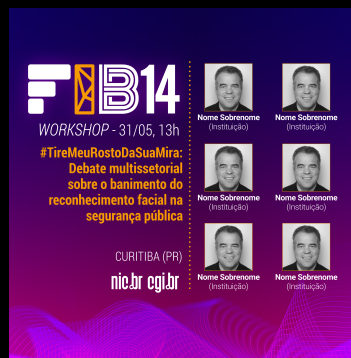 FIB14
WORKSHOP - 31/05, 13h
#TireMeuRostoDaSuaMira:
Debate multissetorial
sobre o banimento do
reconhecimento facial na
segurança pública
CURITIBA (PR)
nic.br cgi.br
Nome Sobrenome
(Instituição)
Nome Sobrenome
(Instituição)
Nome Sobrenome
(Instituição)
Nome Sobrenome
(Instituição)
Nome Sobrenome
(Instituição)
Nome Sobrenome
(Instituição)